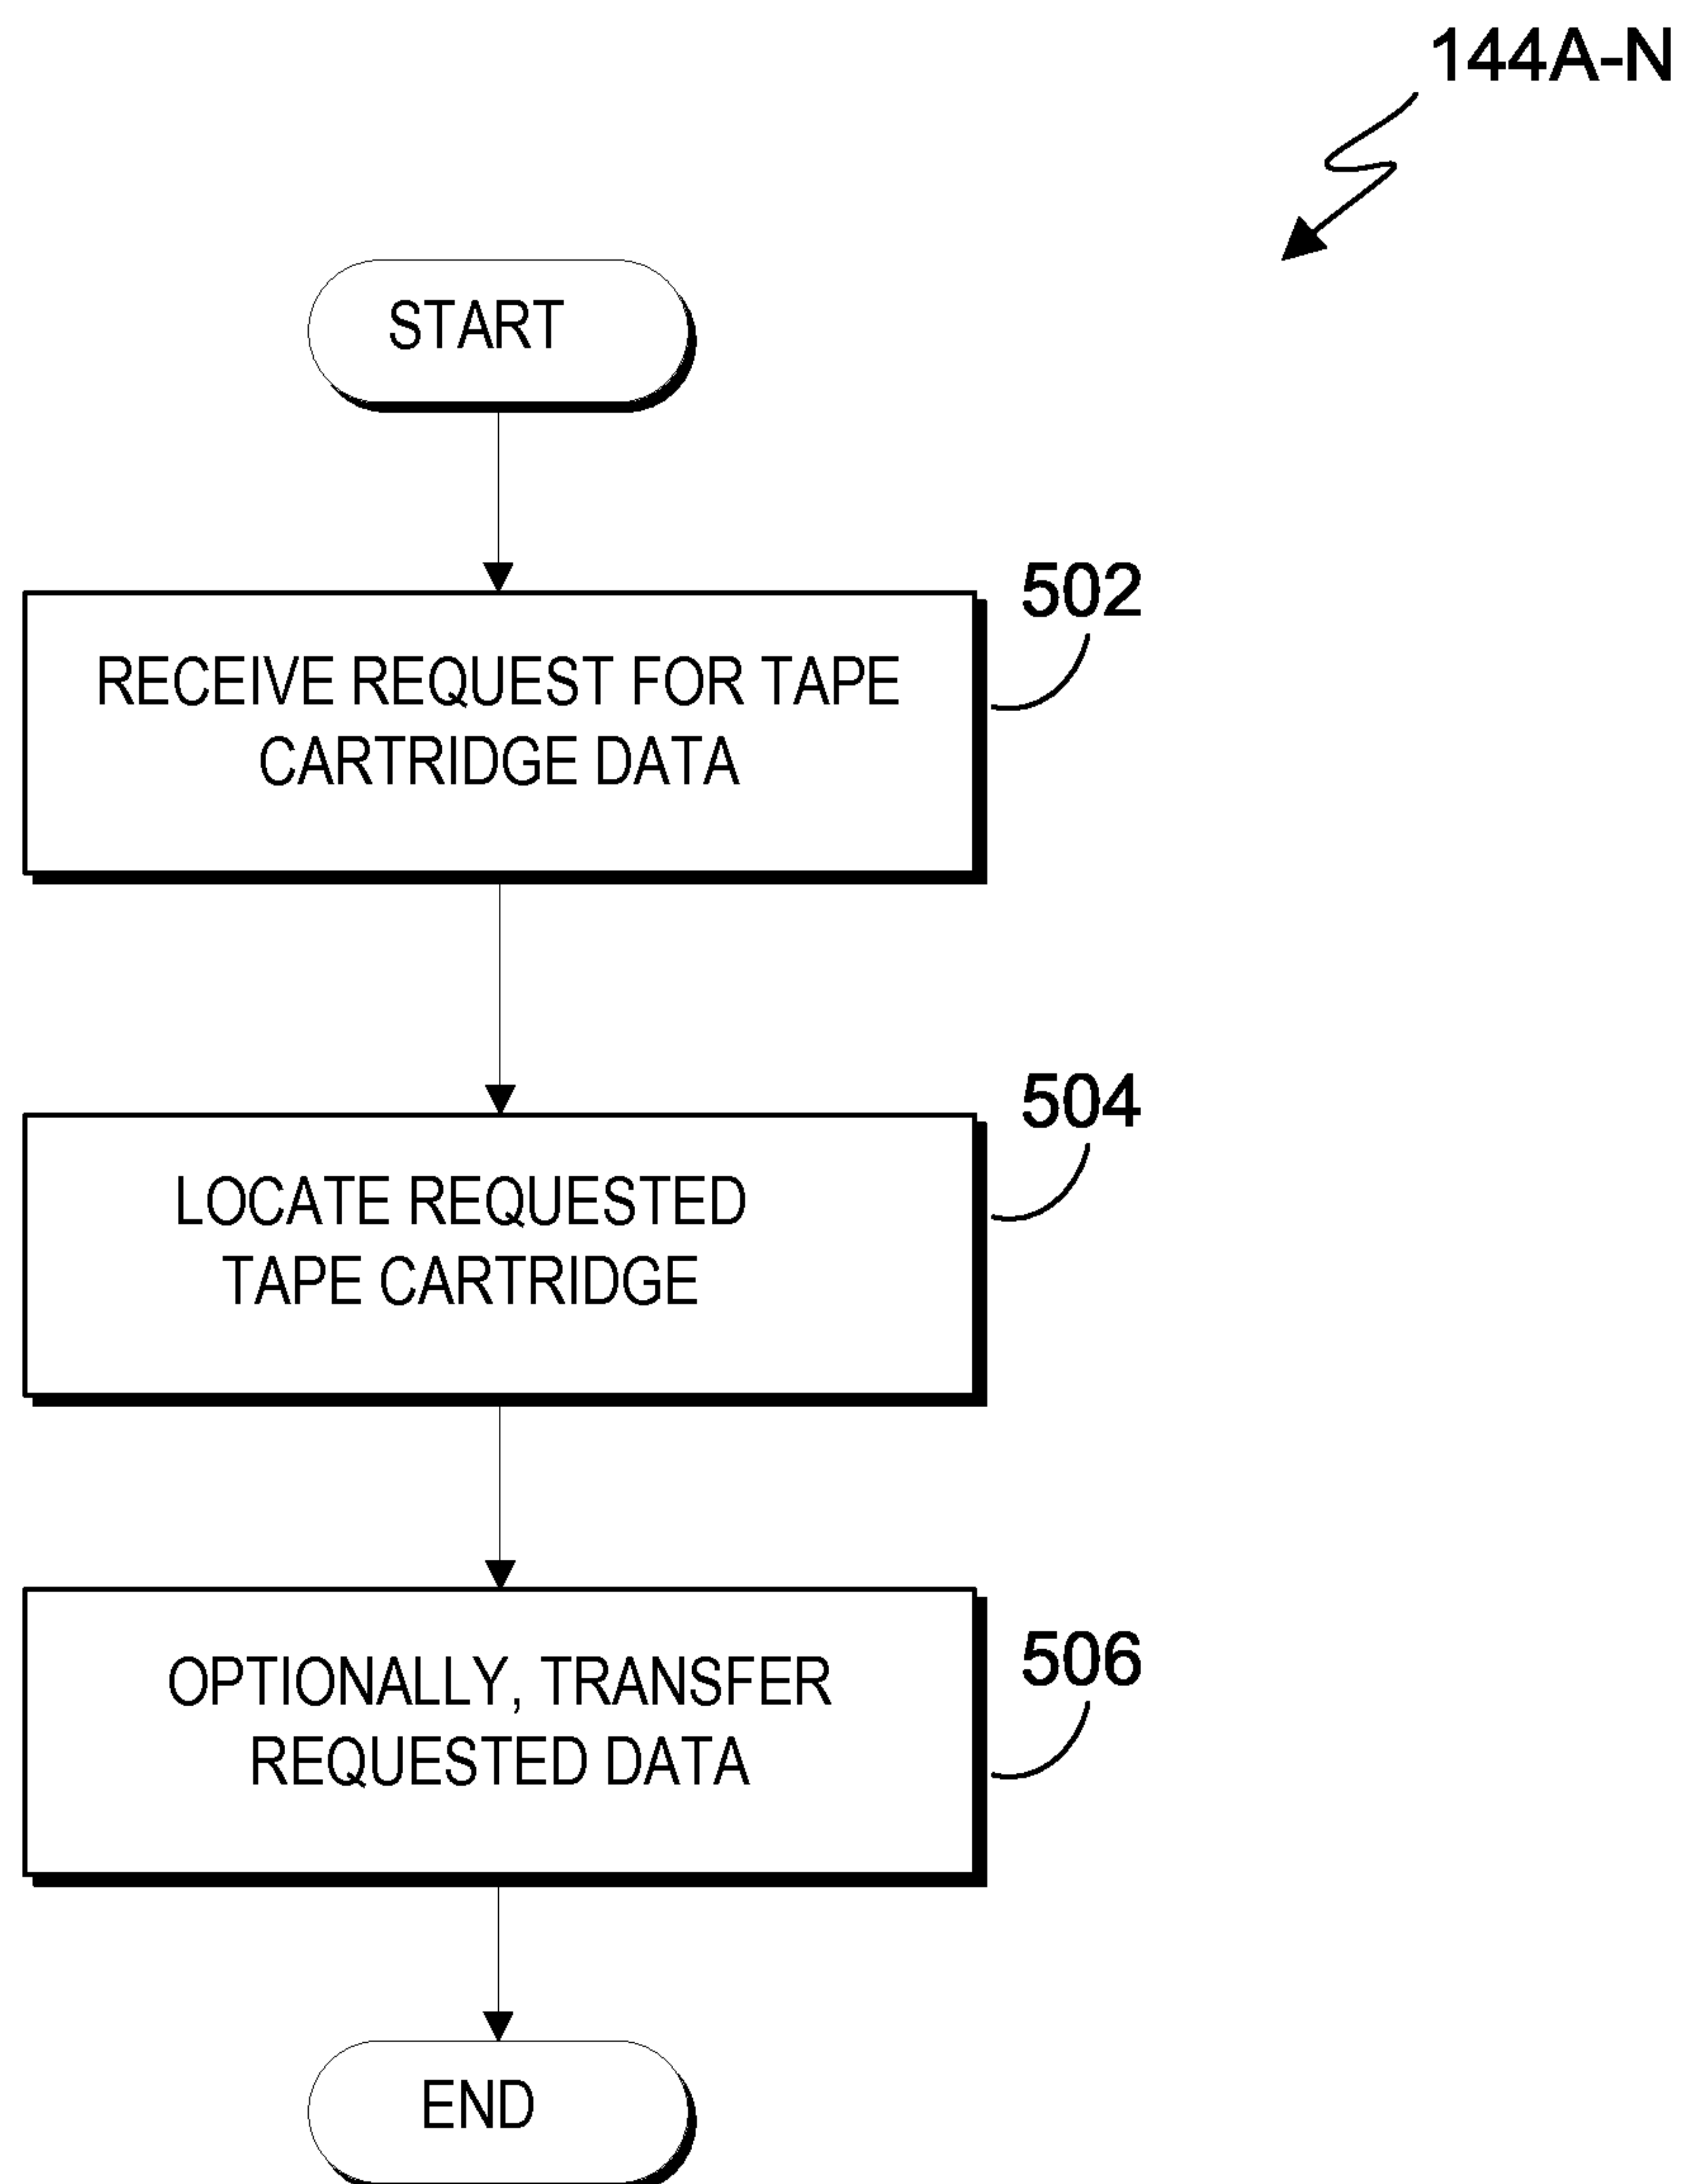 144A-N
START
502
RECEIVE REQUEST FOR TAPE
CARTRIDGE DATA
504
LOCATE REQUESTED
TAPE CARTRIDGE
506
OPTIONALLY, TRANSFER
REQUESTED DATA
END